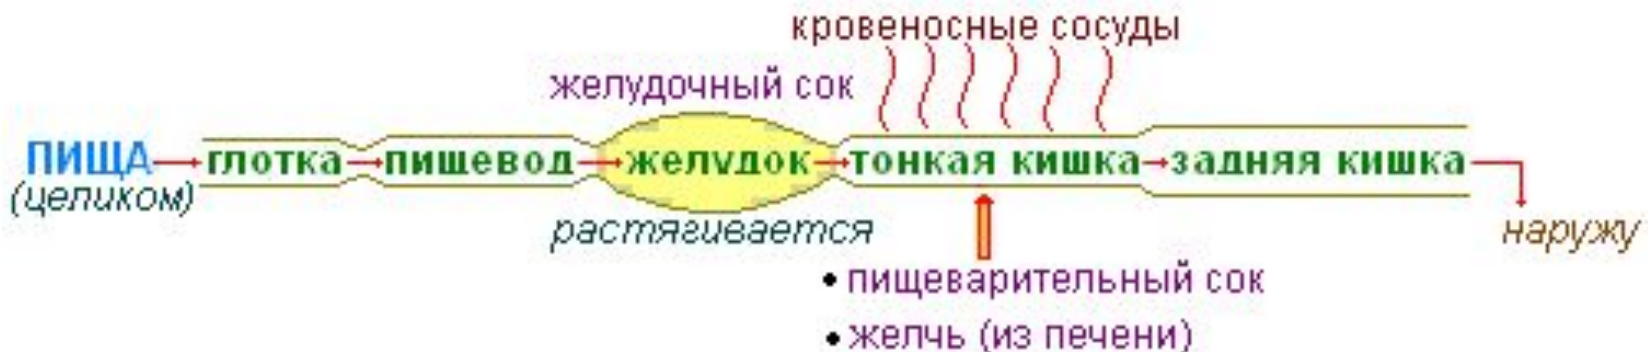 кровеносные сосуды
желудочный сок
ПИЩА глотка пищевод желудок тонкая кишка задняя кишка
(целиком)
растягивается
наружу
• пищеварительный сок
• желчь (из печени)